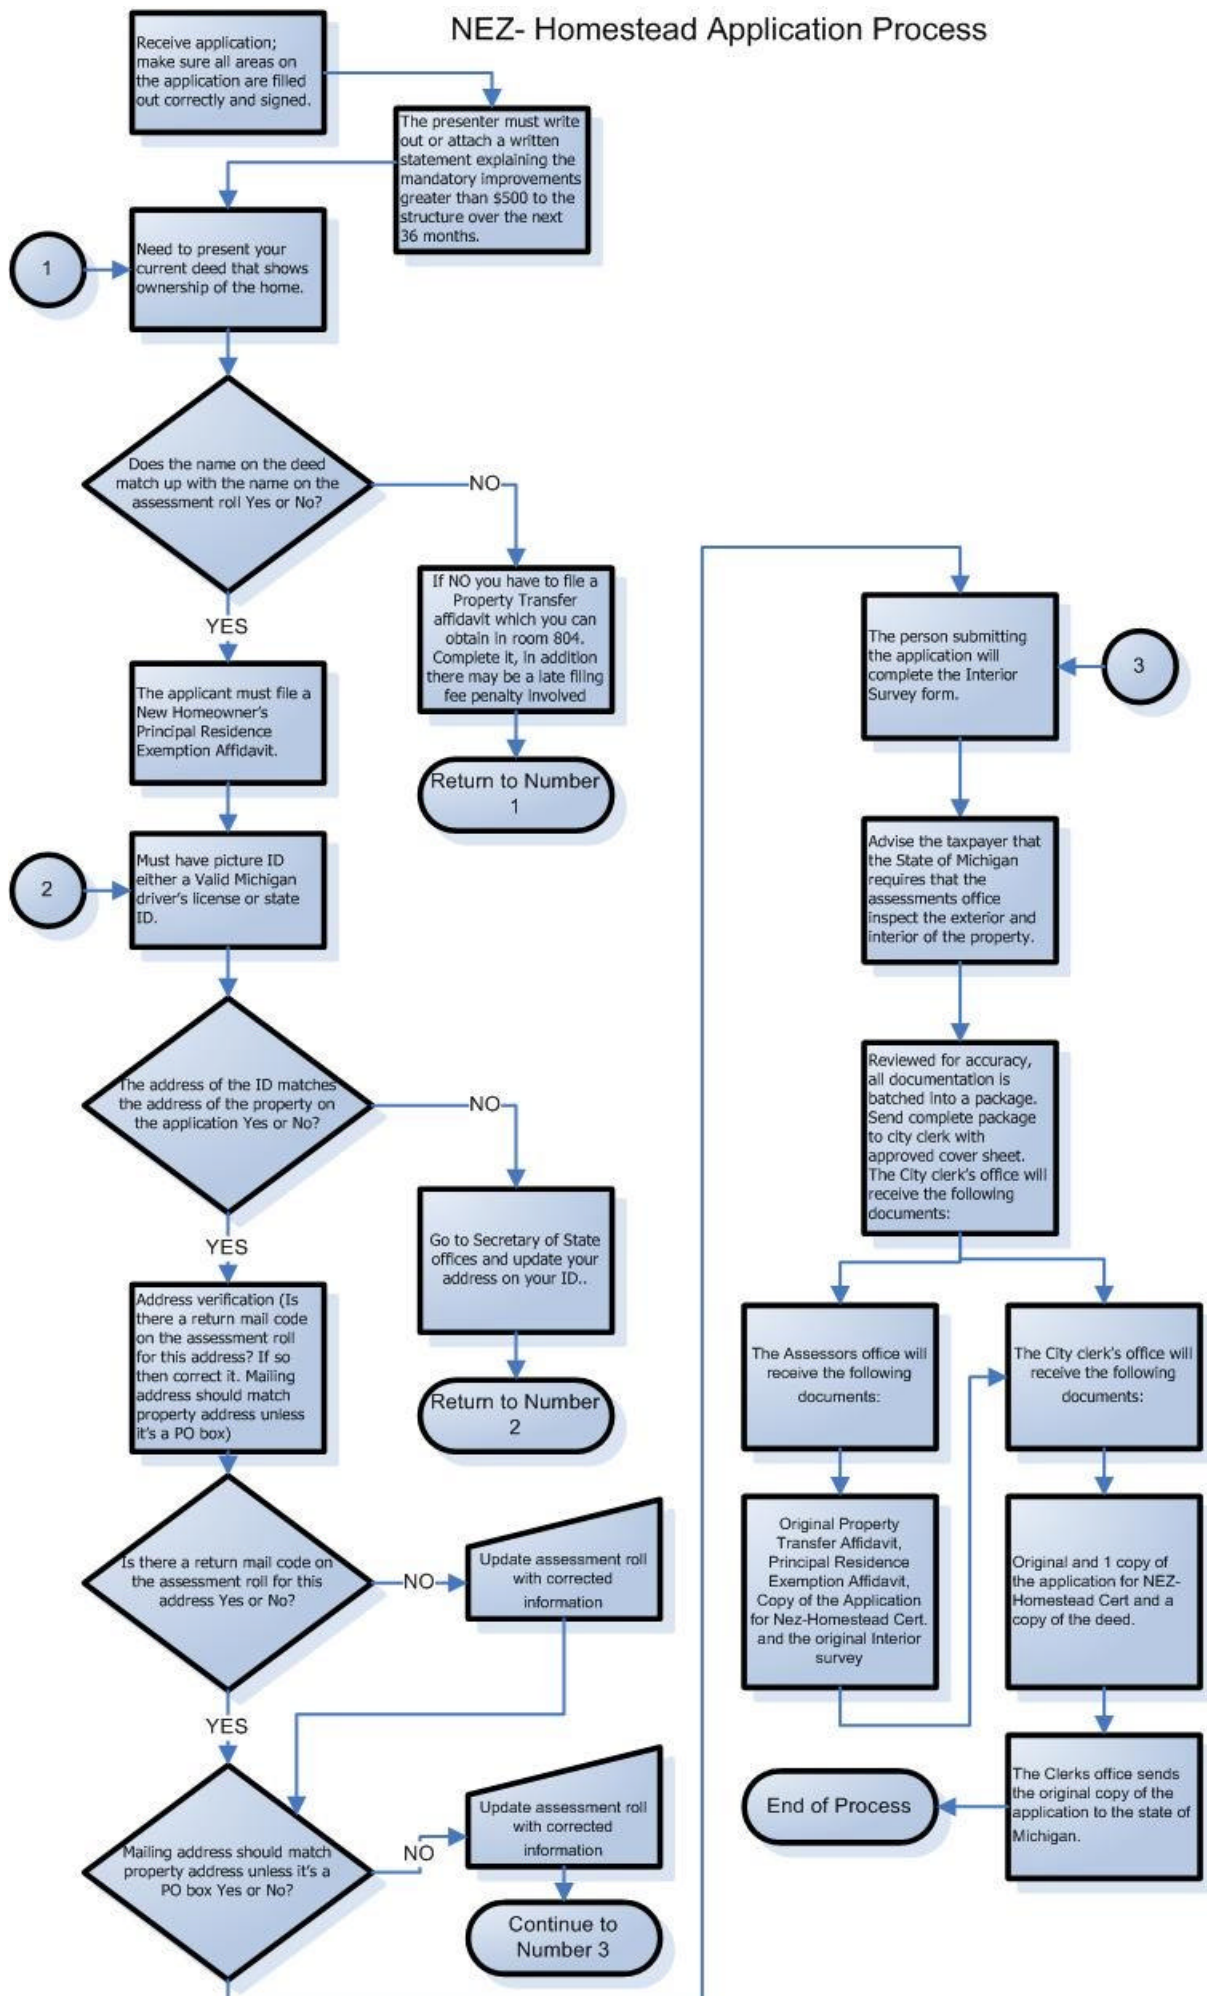 NEZ- Homestead Application Process
Receive application;
make sure all areas on
the application are filled
out correctly and signed.
The presenter must write
out or attach a written
statement explaining the
mandatory improvements
greater than $500 to the
structure over the next
36 months.
1
Need to present your
current deed that shows
ownership of the home.
Does the name on the deed
match up with the name on the
assessment roll Yes or No?
NO
If NO you have to file a
Property Transfer
affidavit which you can
obtain in room 804.
Complete it, in addition
there may be a late filing
fee penalty involved
Return to Number
1
YES
The applicant must file a
New Homeowner's
Principal Residence
Exemption Affidavit.
2
Must have picture ID
either a Valid Michigan
driver's license or state
ID.
The address of the ID matches
the address of the property on
the application Yes or No?
NO
Go to Secretary of State
offices and update your
address on your ID..
Return to Number
2
YES
Address verification (Is
there a return mail code
on the assessment roll
for this address? If so
then correct it. Mailing
address should match
property address unless
it's a PO box)
Is there a return mail code on
the assessment roll for this
address Yes or No?
NO
Update assessment roll
with corrected
information
YES
Mailing address should match
property address unless it's a
PO box Yes or No?
NO
Update assessment roll
with corrected
information
Continue to
Number 3
The person submitting
the application will
complete the Interior
Survey form.
3
Advise the taxpayer that
the State of Michigan
requires that the
assessments office
inspect the exterior and
interior of the property.
Reviewed for accuracy,
all documentation is
batched into a package.
Send complete package
to city clerk with
approved cover sheet.
The City clerk's office will
receive the following
documents:
The Assessors office will
receive the following
documents:
Original Property
Transfer Affidavit,
Principal Residence
Exemption Affidavit,
Copy of the Application
for Nez-Homestead Cert.
and the original Interior
survey
The City clerk's office will
receive the following
documents:
Original and 1 copy of
the application for NEZ-
Homestead Cert and a
copy of the deed.
The Clerks office sends
the original copy of the
application to the state of
Michigan.
End of Process